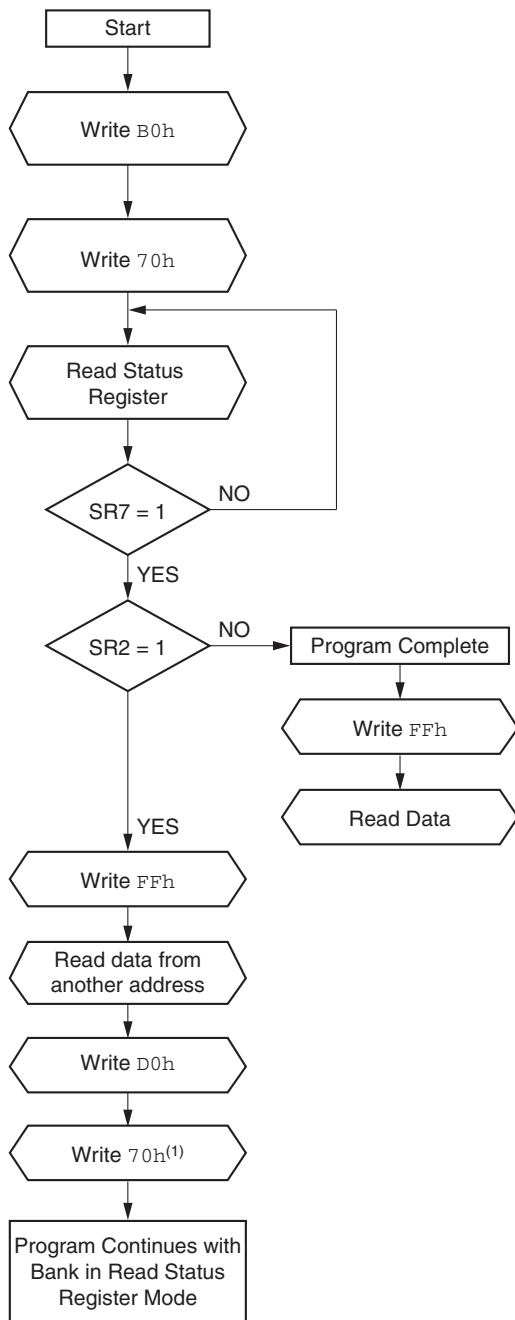 Start
Write B0h
Write 70h
Read Status
Register
SR7 = 1
NO
YES
SR2 = 1
NO
Program Complete
Write FFh
Read Data
YES
Write FFh
Read data from
another address
Write D0h
Write 70h(1)
Program Continues with
Bank in Read Status
Register Mode